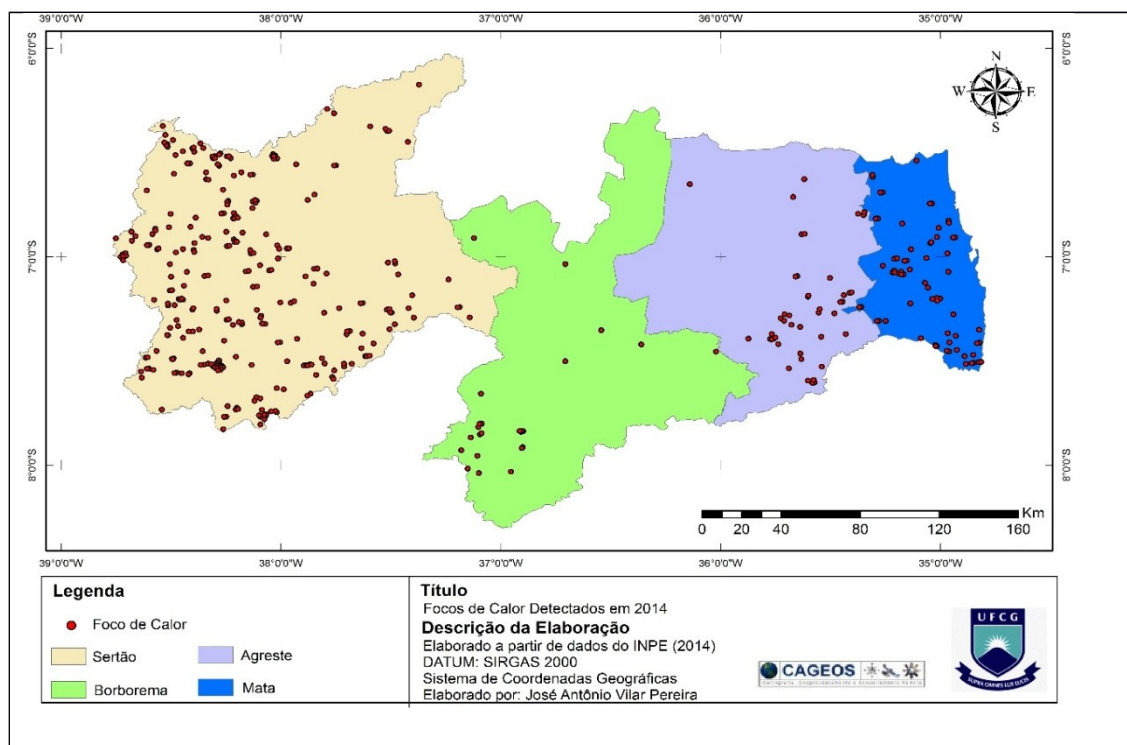 39°0'0"W 38°0'0"W 37°0'0"W 36°0'0"W 35°0'0"W
6°0'0"S 6°0'0"S
N
W E
S
7°0'0"S 7°0'0"S
8°0'0"S 8°0'0"S
Km
0 20 40 80 120 160
39°0'0"W 38°0'0"W 37°0'0"W 36°0'0"W 35°0'0"W
Legenda
Foco de Calor
Sertão
Agreste
Borborema
Mata
Título
Focos de Calor Detectados em 2014
Descrição da Elaboração
Elaborado a partir de dados do INPE (2014)
DATUM: SIRGAS 2000
Sistema de Coordenadas Geográficas
Elaborado por: José Antônio Vilar Pereira
CAGEOS
UFCG